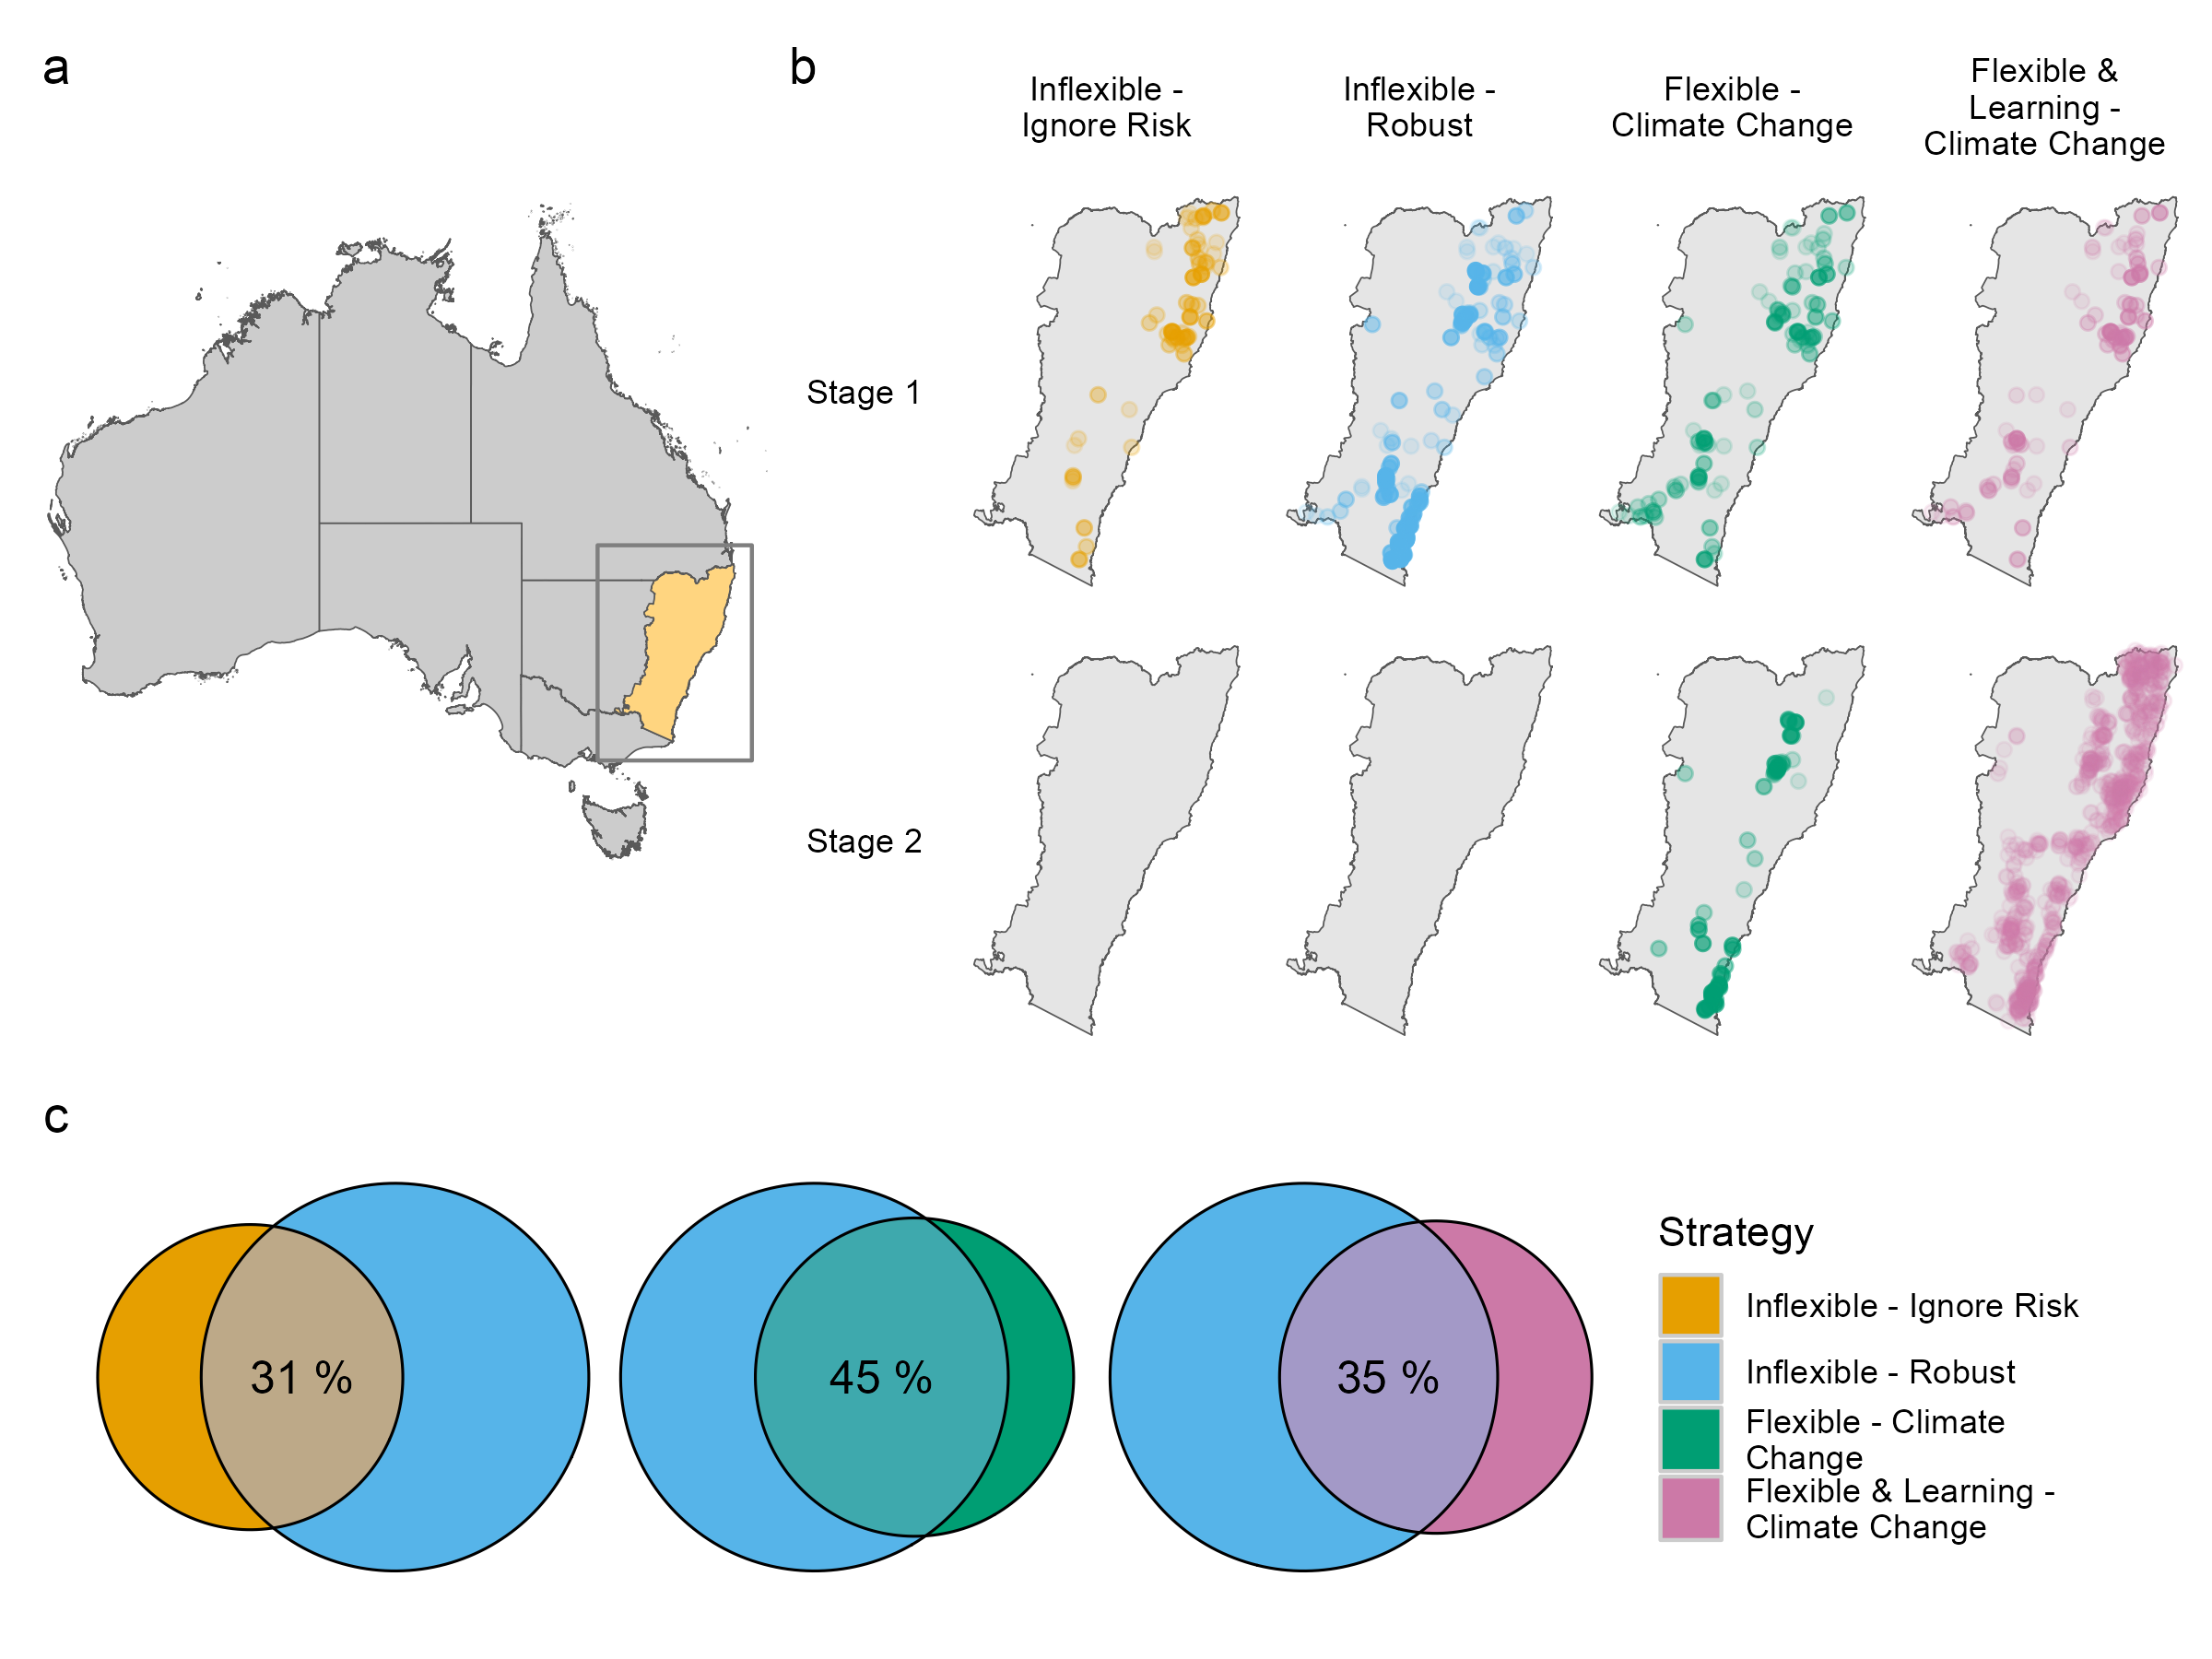 a
b
Inflexible -
Ignore Risk
Inflexible -
Robust
Flexible -
Climate Change
Flexible &
Learning -
Climate Change
Stage 1
Stage 2
c
31 %
45 %
35 %
Strategy
Inflexible - Ignore Risk
Inflexible - Robust
Flexible - Climate
Change
Flexible & Learning -
Climate Change